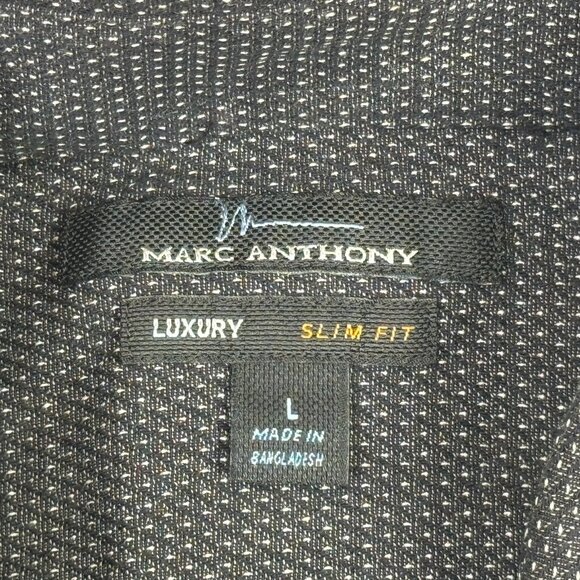 MARC ANTHONY
LUXURY SLIM FIT
L
MADE IN
BANGLADESH